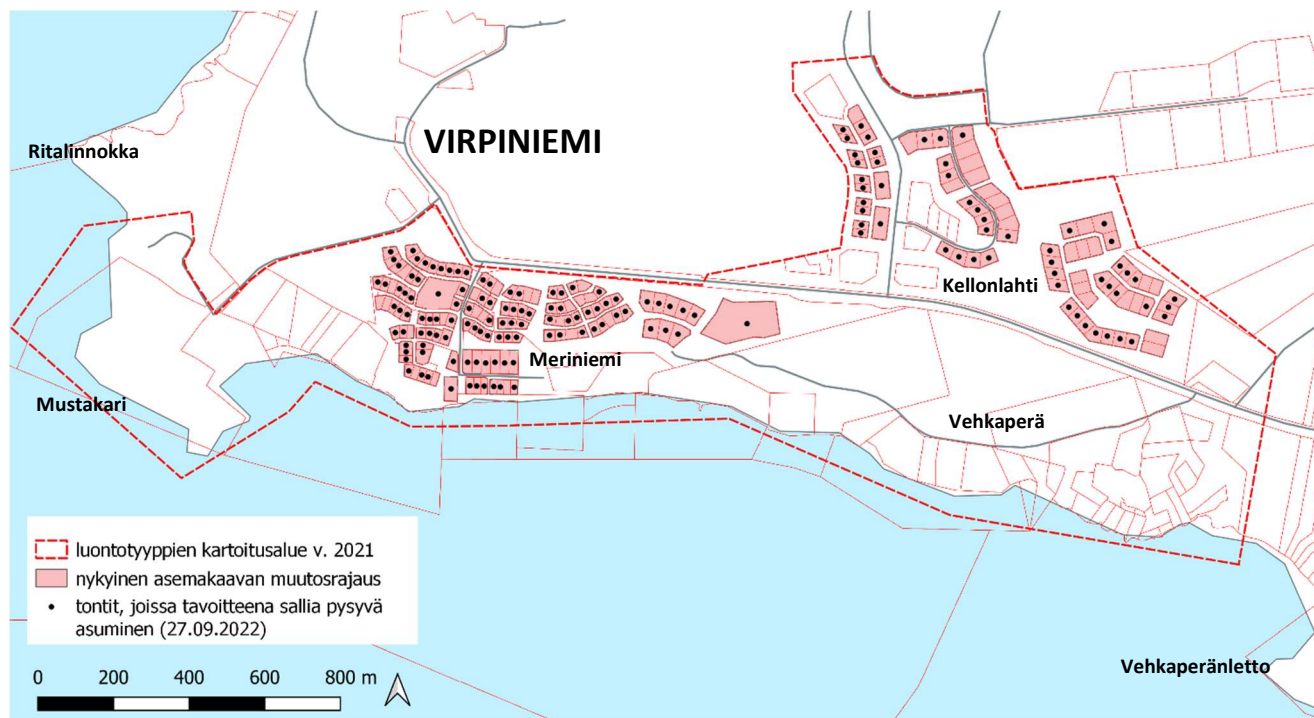 VIRPINIEMI
Ritalinnokka
Kellonlahti
Meriniemi
Mustakari
Vehkaperä
luontotyyppien kartoitusalue v. 2021
nykyinen asemakaavan muutosrajaus
tontit, joissa tavoitteena sallia pysyvä
asuminen (27.09.2022)
Vehkaperänletto
0 200 400 600 800 m